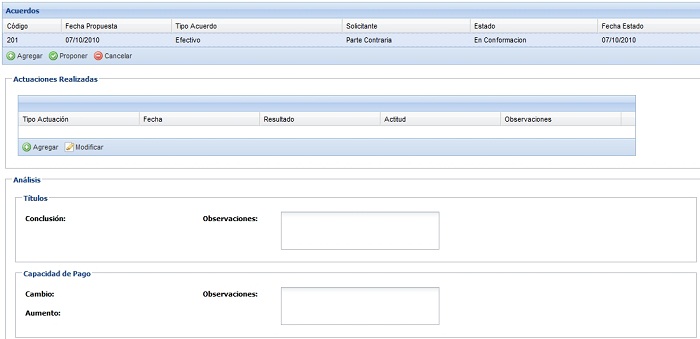 Acuerdos
Código Fecha Propuesta Tipo Acuerdo Solicitante Estado Fecha Estado
201 07/10/2010 Efectivo Parte Contraria En Conformacion 07/10/2010
Agregar Proponer Cancelar
Actuaciones Realizadas
Tipo Actuación Fecha Resultado Actitud Observaciones
Agregar Modificar
Análisis
Títulos
Conclusión: Observaciones:
Capacidad de Pago
Cambio: Observaciones:
Aumento: